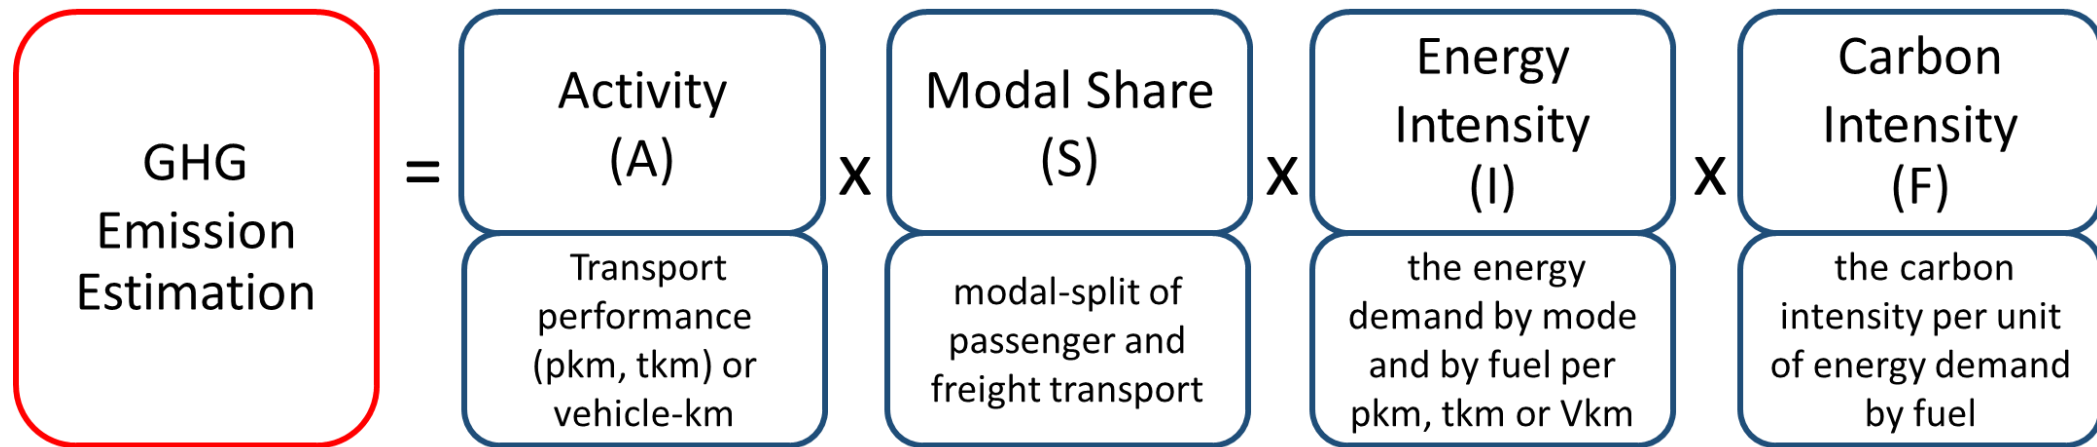 GHG
Emission
Estimation
=
Activity
(A)
Transport
performance
(pkm, tkm) or
vehicle-km
x
Modal Share
(S)
modal-split of
passenger and
freight transport
x
Energy
Intensity
(I)
the energy
demand by mode
and by fuel per
pkm, tkm or Vkm
x
Carbon
Intensity
(F)
the carbon
intensity per unit
of energy demand
by fuel